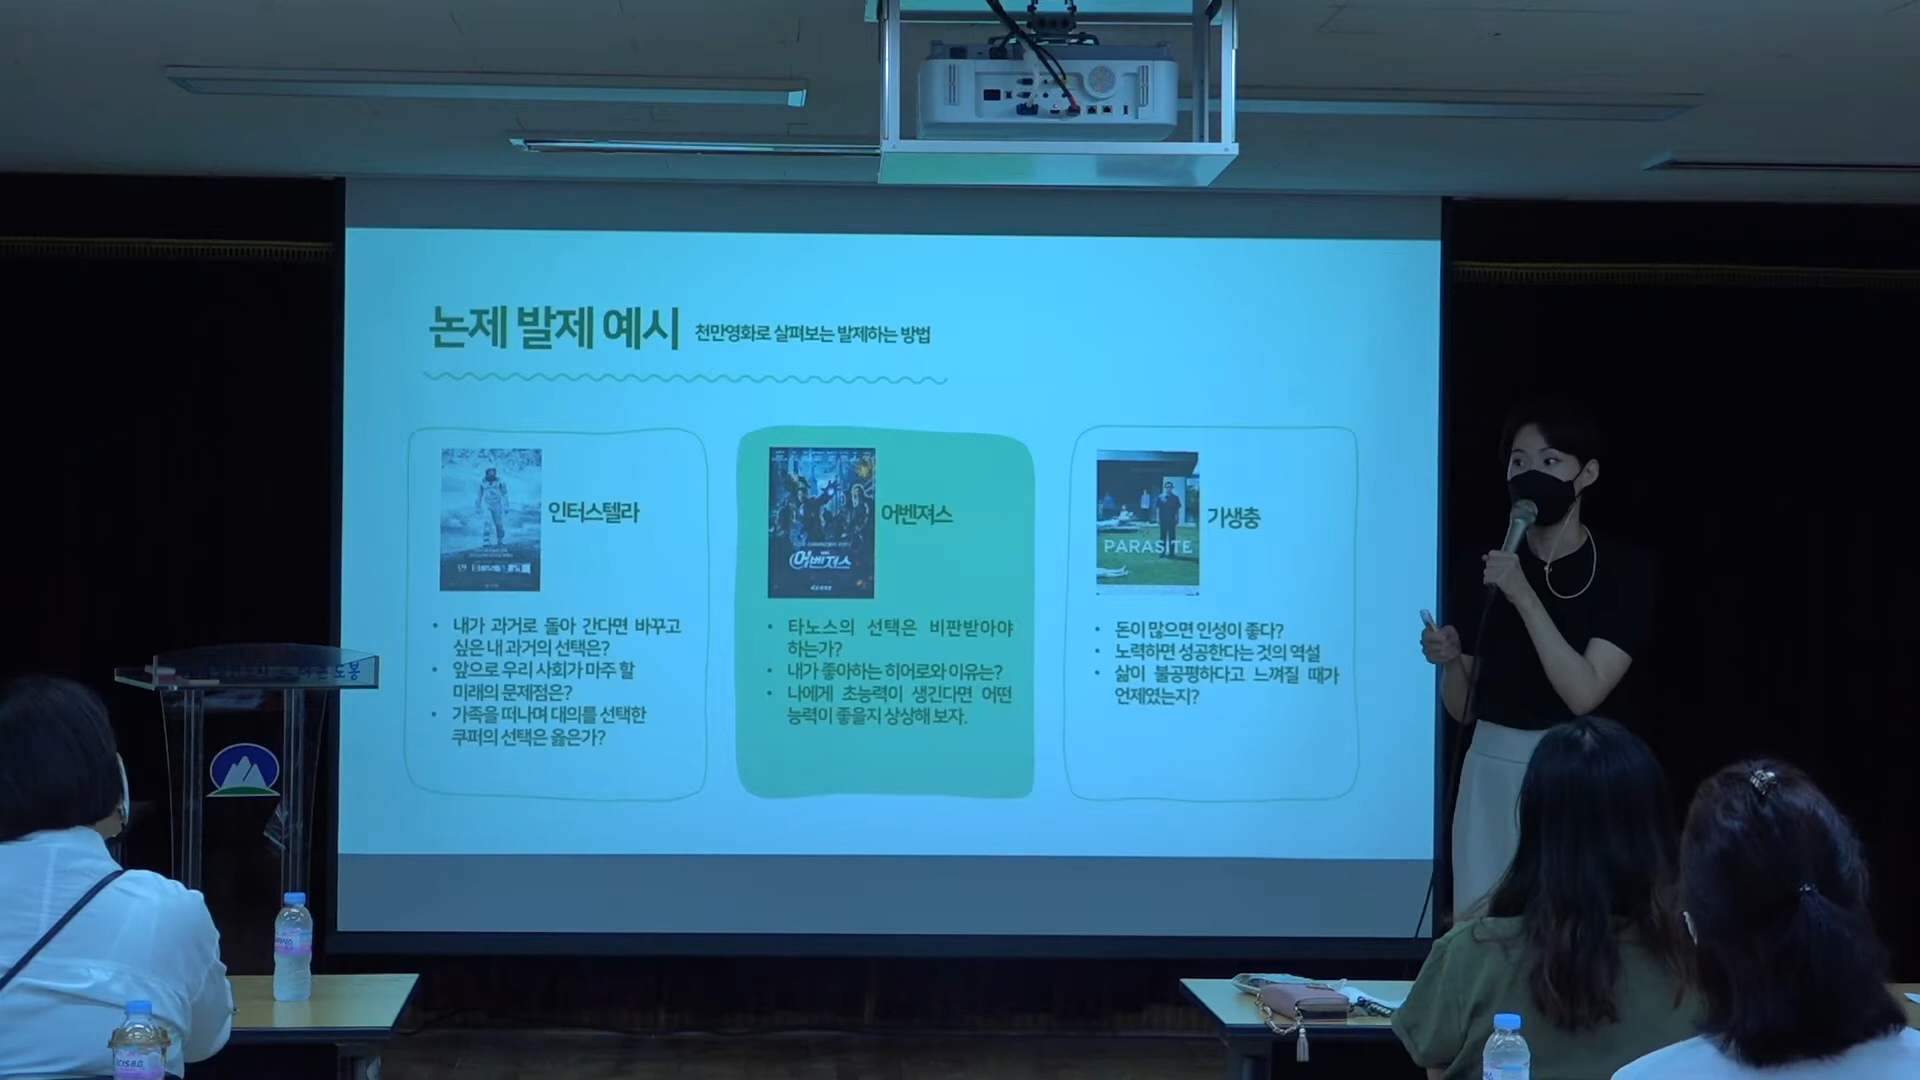 논제 발제 예시 천만영화로 살펴보는 발제하는 방법
인터스텔라
내가 과거로 돌아 간다면 바꾸고
싶은 내 과거의 선택은?
앞으로 우리 사회가 마주 할
미래의 문제점은?
가족을 떠나며 대의를 선택한
쿠퍼의 선택은 옳은가?
어벤져스
어벤져스
타노스의 선택은 비판받아야
하는가?
내가 좋아하는 히어로와 이유는?
나에게 초능력이 생긴다면 어떤
능력이 좋을지 상상해 보자.
PARASITE
기생충
돈이 많으면 인성이 좋다?
노력하면 성공한다는 것의 역설
삶이 불공평하다고 느껴질 때가
언제였는지?
도봉